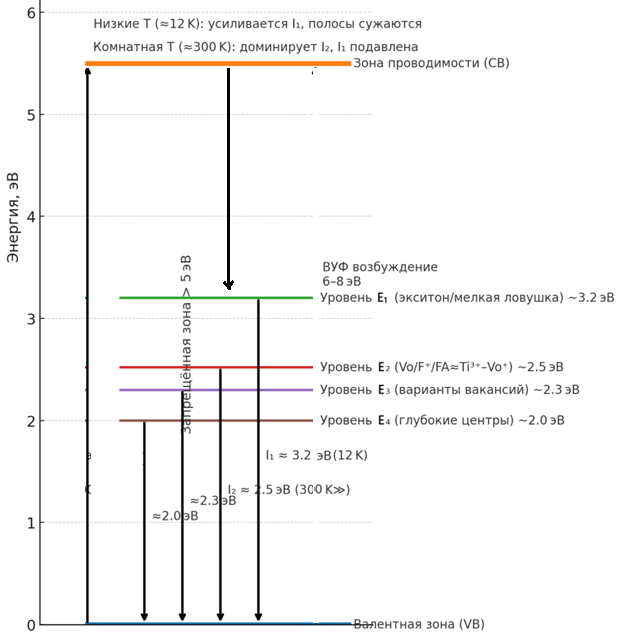 6
Низкие T (≈12 K): усиливается I₁, полосы сужаются
Комнатная T (≈300 K): доминирует I₂, I₁ подавлена
Зона проводимости (CB)
5
4
Энергия, эВ
Запрещённая зона > 5 эВ
ВУФ возбуждение
6–8 эВ
Уровень E₁ (экситон/мелкая ловушка) ~3.2 эВ
3
Уровень E₂ (Vo/F⁺/FA≈Ti³⁺–Vo⁺) ~2.5 эВ
Уровень E₃ (варианты вакансий) ~2.3 эВ
2
Уровень E₄ (глубокие центры) ~2.0 эВ
I₁ ≈ 3.2 эВ(12 K)
I₂ ≈ 2.5 эВ (300 K≫)
≈2.3 эВ
≈2.0 эВ
1
0
Валентная зона (VB)